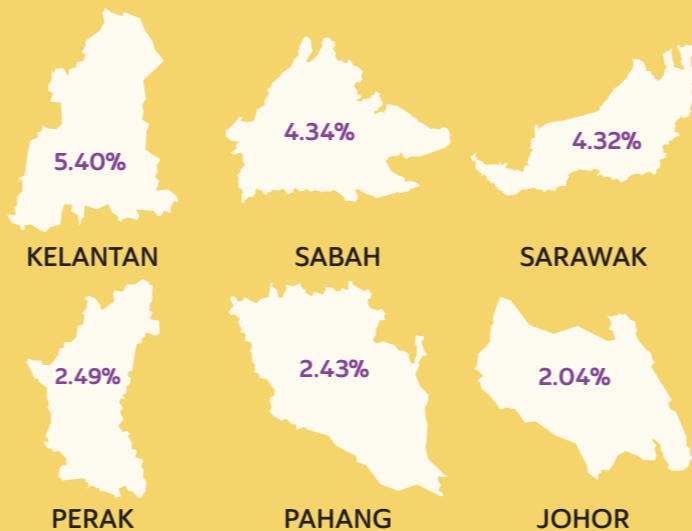 5.40%
4.34%
4.32%
KELANTAN
SABAH
SARAWAK
2.49%
2.43%
2.04%
PERAK
PAHANG
JOHOR